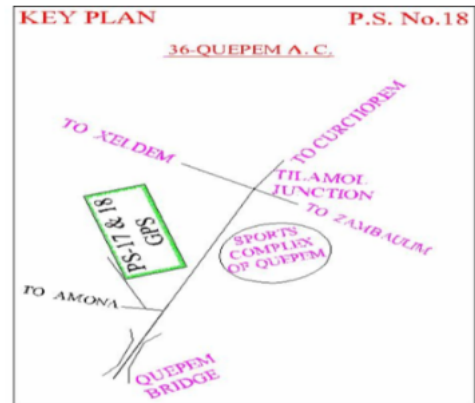 KEY PLAN
P.S. No.18
36-QUEPEM A. C.
TO XELDEM
TO CURCHOREM
TILAMOL
JUNCTION
TO ZAMBAULIM
PS-17 & 18
GPS
SPORTS
COMPLEX
OF QUEPEM
TO AMONA
QUEPEM
BRIDGE